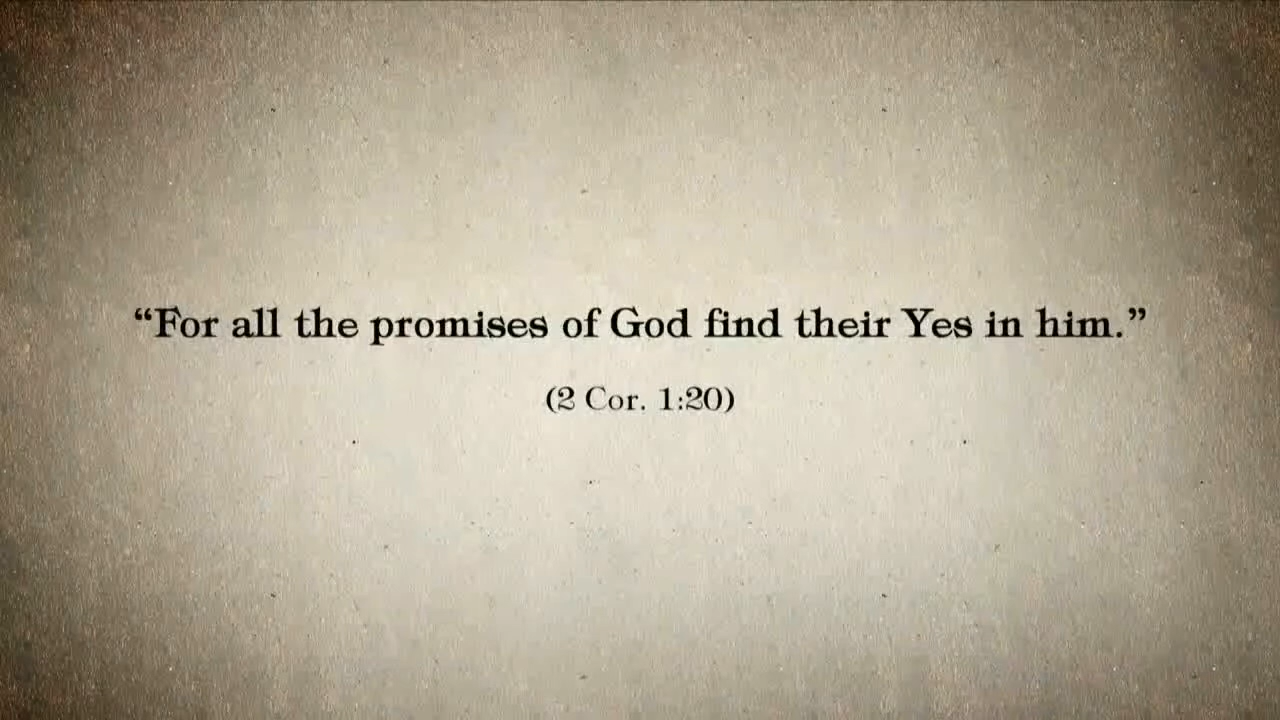 “For all the promises of God find their Yes in him.”
(2 Cor. 1:20)